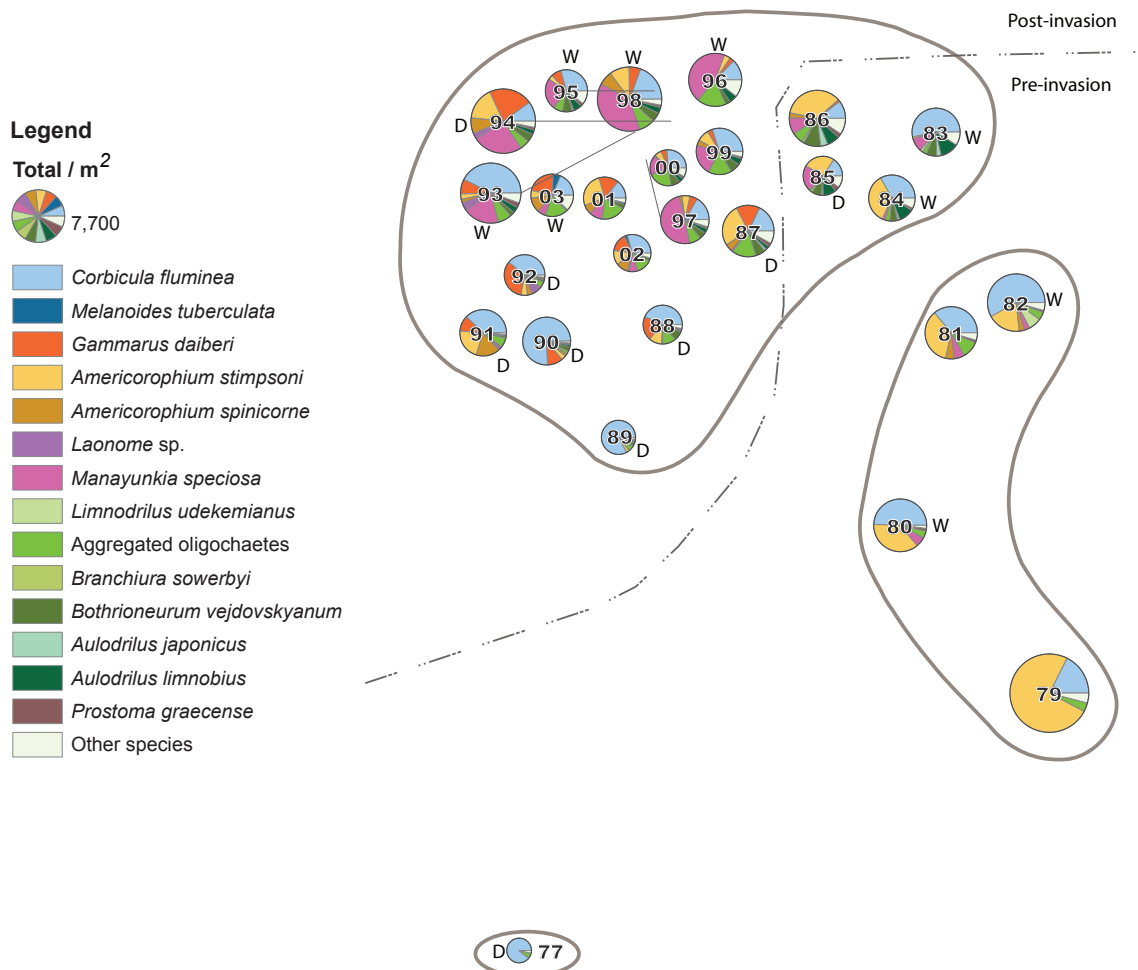 Post-invasion
Pre-invasion
Legend
Total / m2
7,700
Corbicula fluminea
Melanoides tuberculata
Gammarus daiberi
Americorophium stimpsoni
Americorophium spinicorne
Laonome sp.
Manayunkia speciosa
Limnodrilus udekemianus
Aggregated oligochaetes
Branchiura sowerbyi
Bothrioneurum vejdovskyanum
Aulodrilus japonicus
Aulodrilus limnobius
Prostoma graecense
Other species
W
95
W
98
W
96
D
94
86
83
W
99
00
85
D
84
W
93
W
03
W
01
97
87
D
02
92
D
91
D
90
D
88
D
89
D
82
W
81
80
W
79
D
77